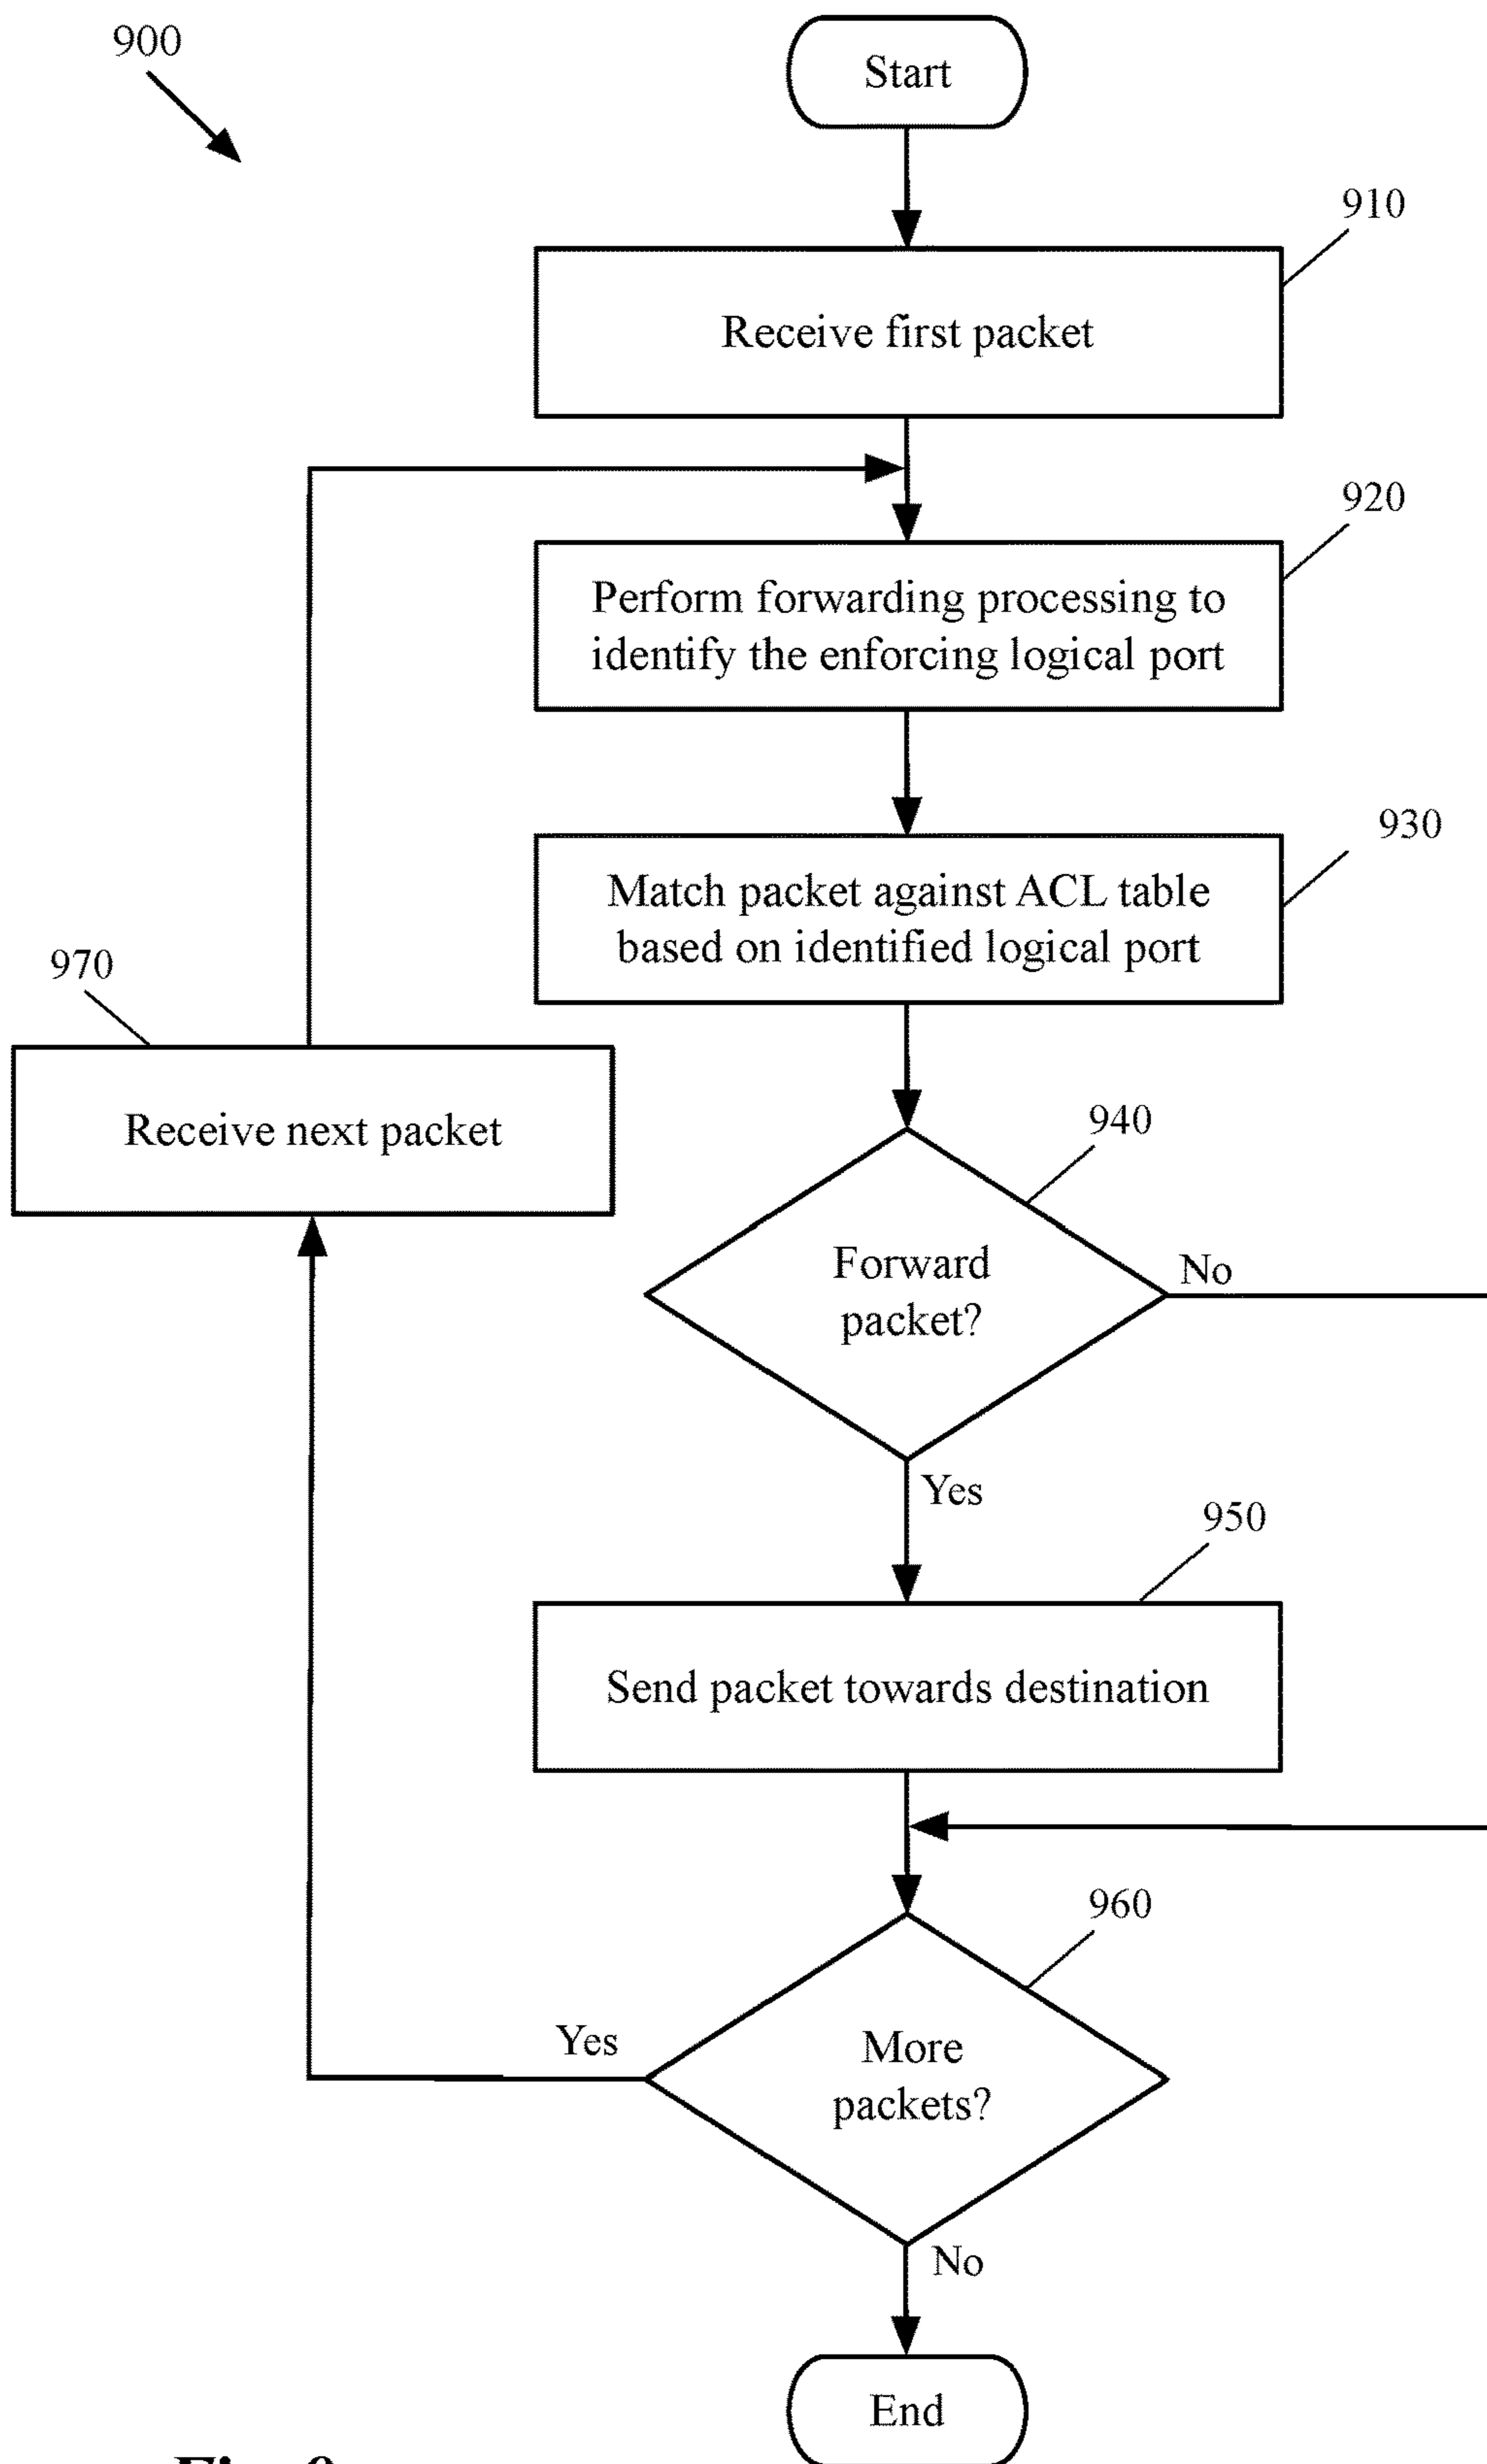 900
Start
910
Receive first packet
920
Perform forwarding processing to
identify the enforcing logical port
930
Match packet against ACL table
based on identified logical port
970
Receive next packet
940
Forward
packet?
No
Yes
950
Send packet towards destination
960
More
packets?
Yes
No
End